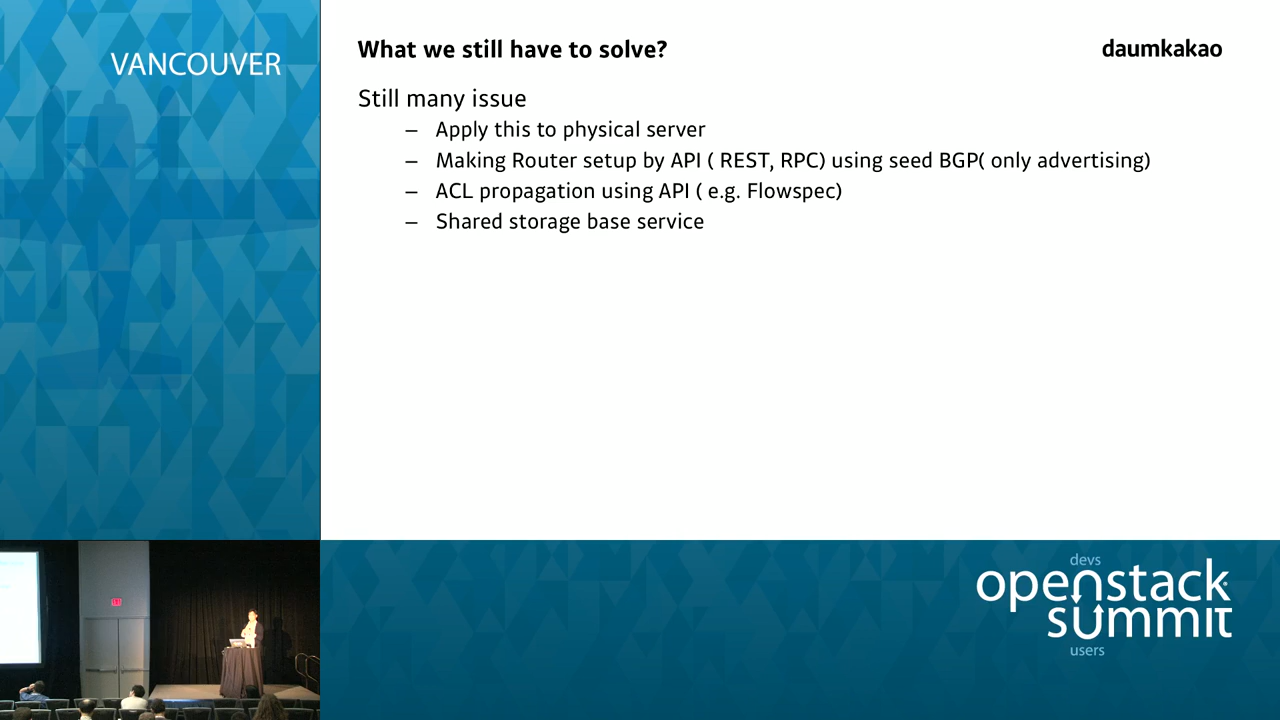 VANCOUVER
What we still have to solve?
daumkakao
Still many issue
– Apply this to physical server
– Making Router setup by API ( REST, RPC) using seed BGP( only advertising)
– ACL propagation using API ( e.g. Flowspec)
– Shared storage base service
devs
openstack
summit
users